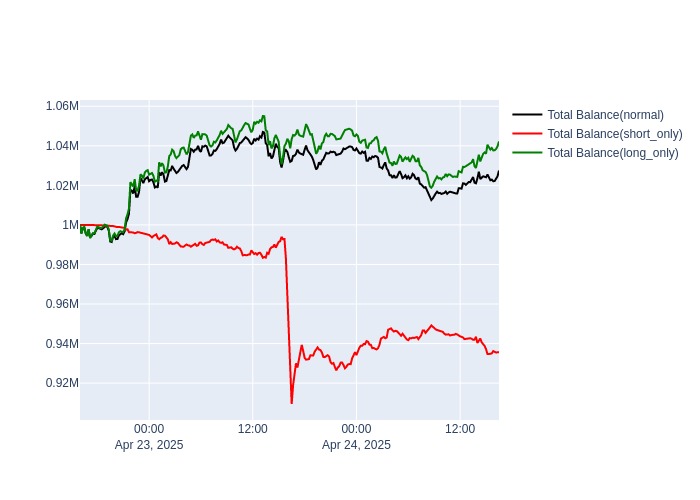 1.06M
1.04M
1.02M
1M
0.98M
0.96M
0.94M
0.92M
00:00
Apr 23, 2025
12:00
00:00
Apr 24, 2025
12:00
Total Balance(normal)
Total Balance(short_only)
Total Balance(long_only)